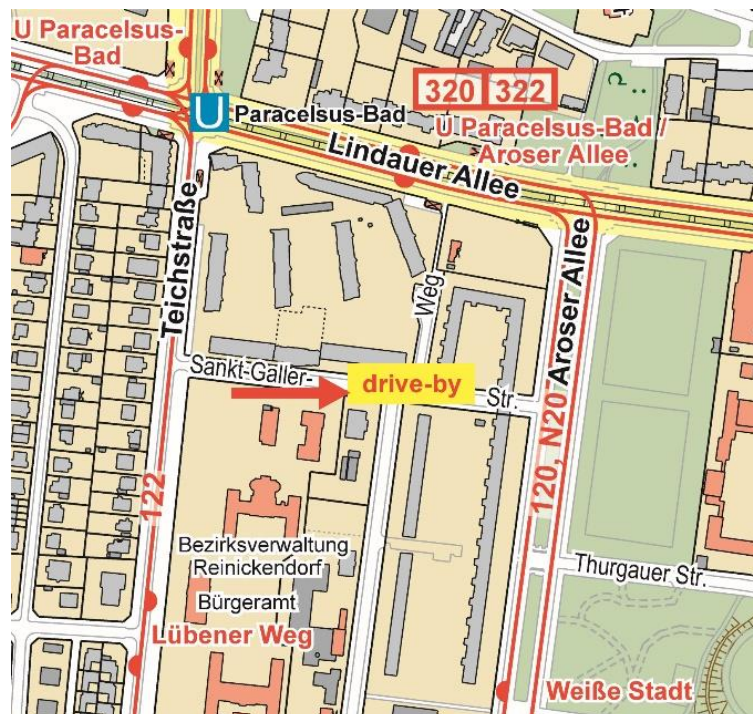 U Paracelsus-
Bad
320 322
U Paracelsus-Bad
U Paracelsus-Bad /
Aroser Allee
Lindauer Allee
Teichstraße
Weg
Aroser Allee
Sankt-Galler-
drive-by
Str.
120, N20
122
Bezirksverwaltung
Reinickendorf
Bürgeramt
Thurgauer Str.
Lübener Weg
Weiße Stadt